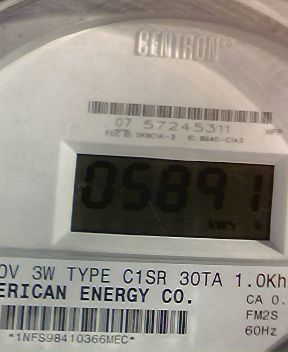 CENTRON®
07 57245311
05891
0V 3W TYPE C1SR 30TA 1.0Kh
ERICAN ENERGY CO.
CA 0.
FM2S
60Hz
*1NFS98410366MEC*